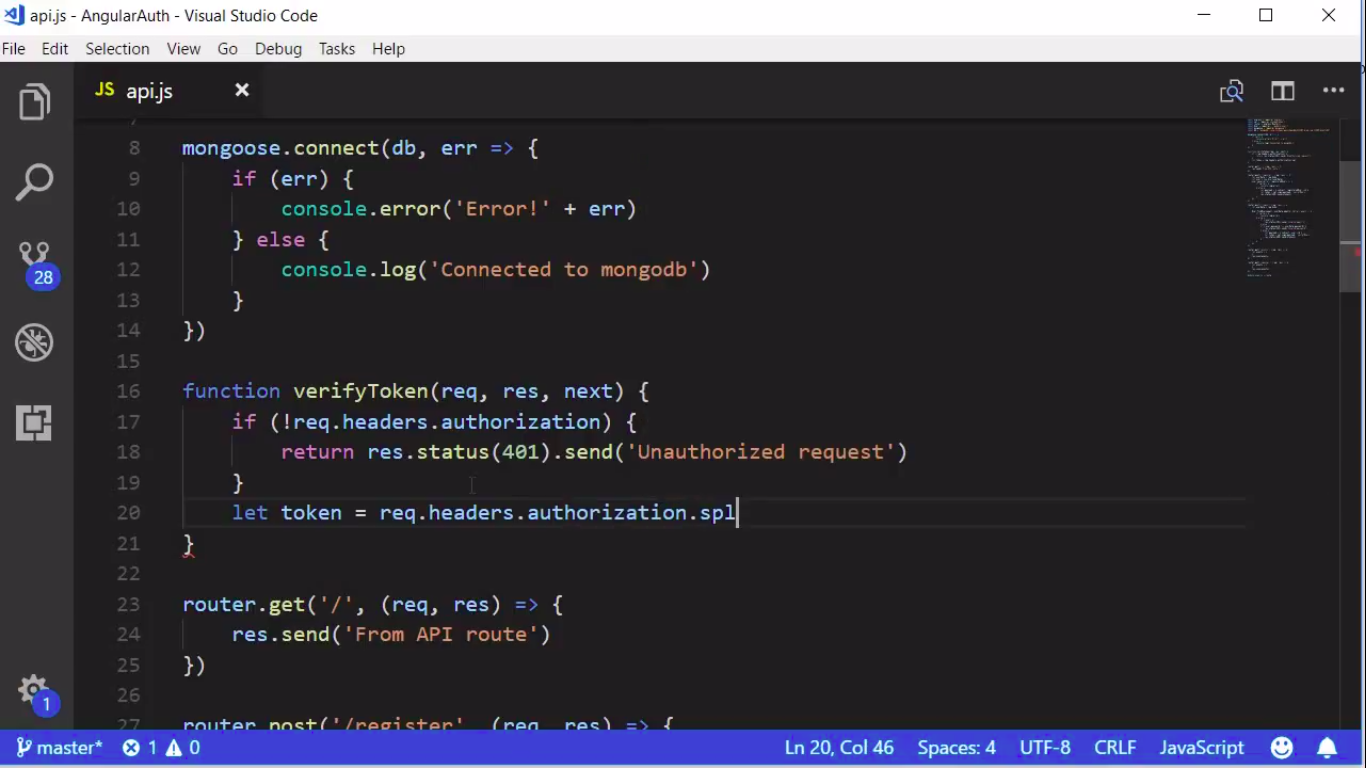 api.js - AngularAuth - Visual Studio Code
File Edit Selection View Go Debug Tasks Help
JS api.js
8 mongoose.connect(db, err => {
9 if (err) {
10 console.error('Error!' + err)
11 } else {
12 console.log('Connected to mongodb')
13 }
14 })
15
16 function verifyToken(req, res, next) {
17 if (!req.headers.authorization) {
18 return res.status(401).send('Unauthorized request')
19 }
20 let token = req.headers.authorization.spl
21 }
22
23 router.get('/', (req, res) => {
24 res.send('From API route')
25 })
26
27 router.post('/register', (req, res) => {
28
1
master* 1 0 Ln 20, Col 46 Spaces: 4 UTF-8 CRLF JavaScript